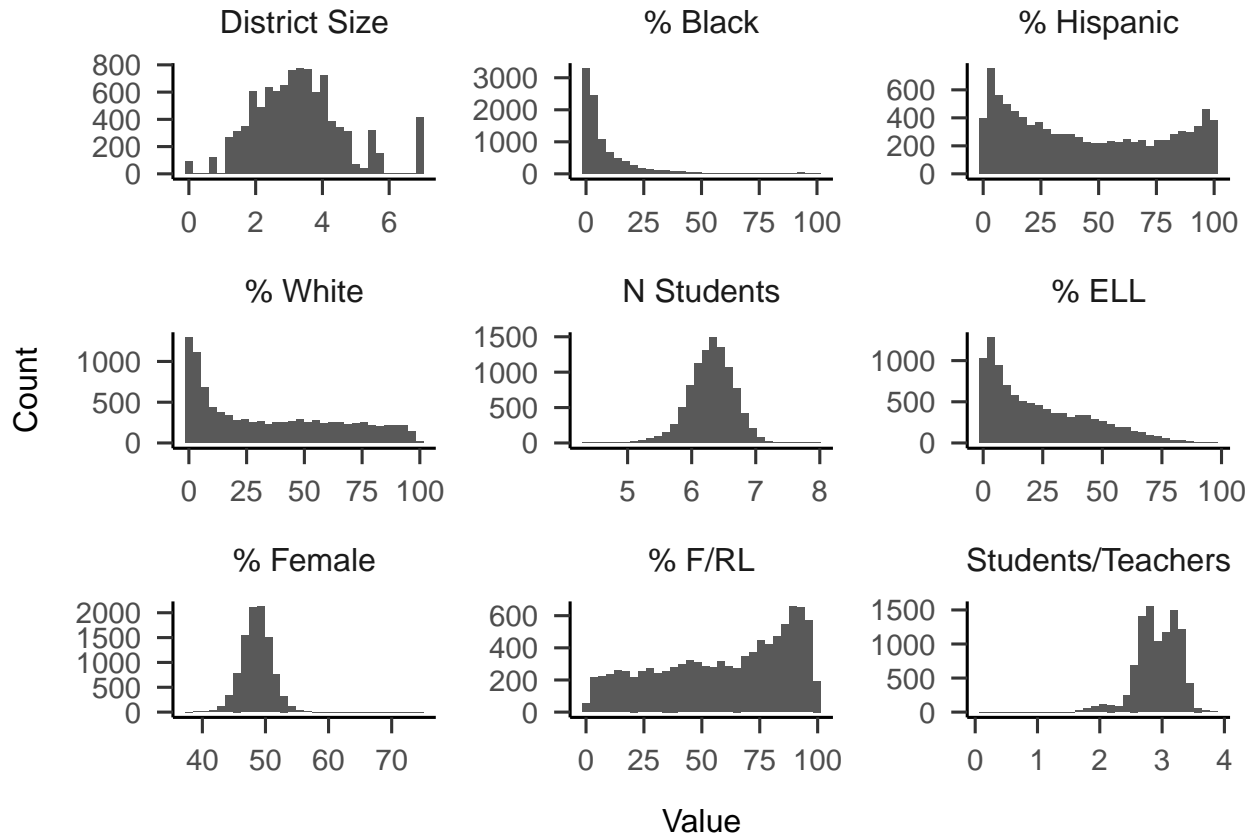 District Size
% Black
% Hispanic
800
600
400
200
0
0 2 4 6
3000
2000
1000
0
0 25 50 75 100
600
400
200
0
0 25 50 75 100
% White
N Students
% ELL
1000
500
0
0 25 50 75 100
1500
1000
500
0
5 6 7 8
1000
500
0
0 25 50 75 100
% Female
% F/RL
Students/Teachers
2000
1500
1000
500
0
40 50 60 70
600
400
200
0
0 25 50 75 100
1500
1000
500
0
0 1 2 3 4
Count
Value